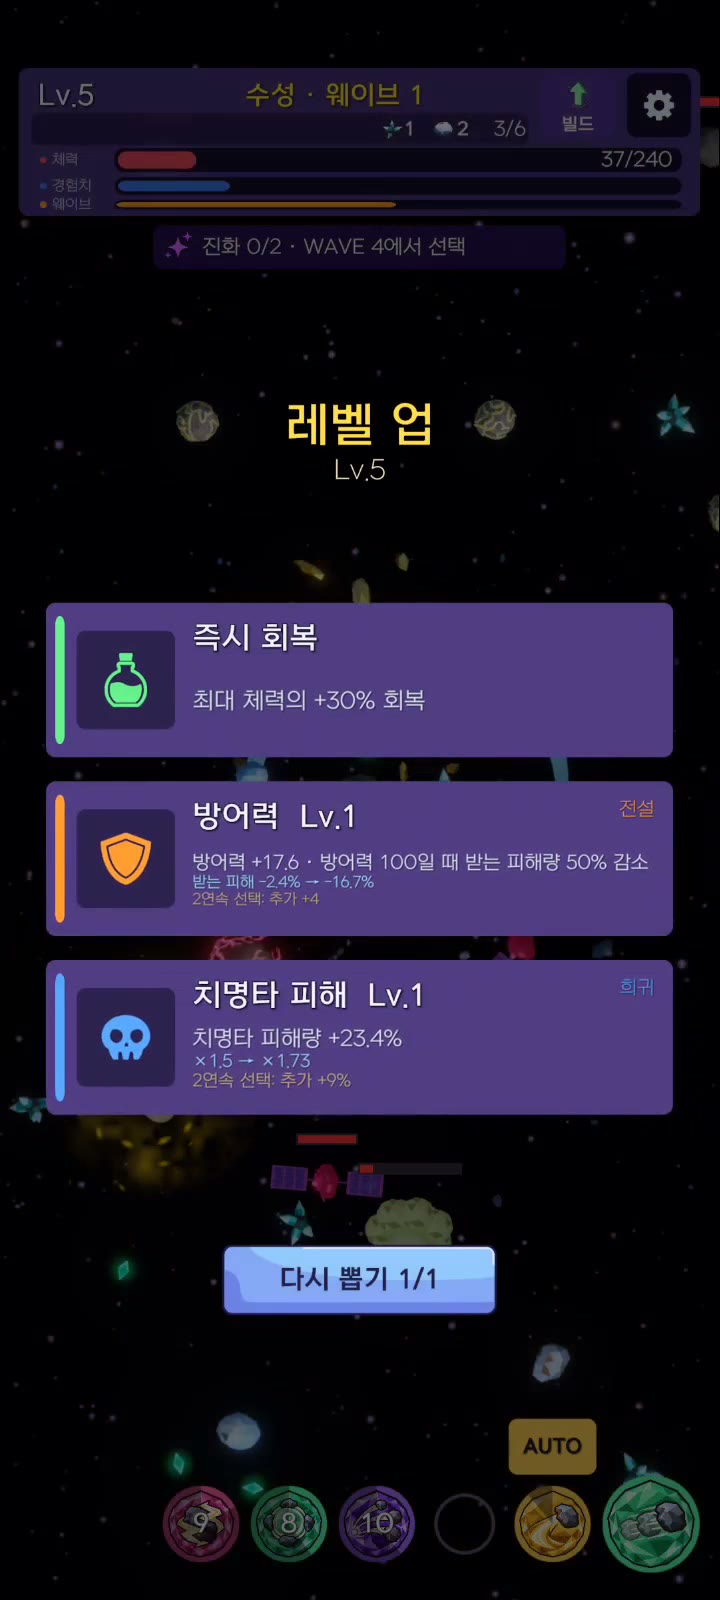 Lv.5 수성 · 웨이브 1
빌드
1 2 3/6
체력 37/240
경험치
웨이브
진화 0/2 · WAVE 4에서 선택
레벨 업
Lv.5
즉시 회복
최대 체력의 +30% 회복
방어력 Lv.1 전설
방어력 +17.6 · 방어력 100일 때 받는 피해량 50% 감소
받는 피해 -2.4% → -16.7%
2연속 선택: 추가 +4
치명타 피해 Lv.1 희귀
치명타 피해량 +23.4%
×1.5 → ×1.73
2연속 선택: 추가 +9%
다시 뽑기 1/1
AUTO
9 8 10